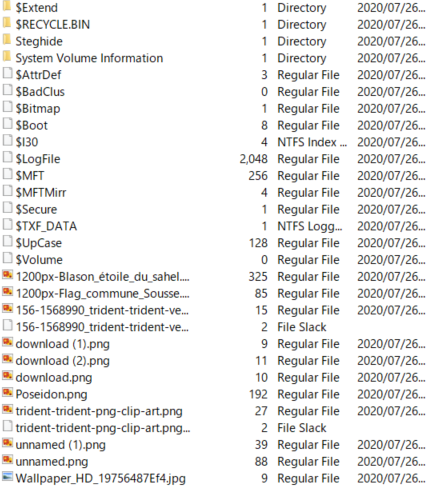 $Extend 1 Directory 2020/07/26...
$RECYCLE.BIN 1 Directory 2020/07/26...
Steghide 1 Directory 2020/07/26...
System Volume Information 1 Directory 2020/07/26...
$AttrDef 3 Regular File 2020/07/26...
$BadClus 0 Regular File 2020/07/26...
$Bitmap 1 Regular File 2020/07/26...
$Boot 8 Regular File 2020/07/26...
$I30 4 NTFS Index ... 2020/07/26...
$LogFile 2,048 Regular File 2020/07/26...
$MFT 256 Regular File 2020/07/26...
$MFTMirr 4 Regular File 2020/07/26...
$Secure 1 Regular File 2020/07/26...
$TXF_DATA 1 NTFS Logg... 2020/07/26...
$UpCase 128 Regular File 2020/07/26...
$Volume 0 Regular File 2020/07/26...
1200px-Blason_étoile_du_sahel.... 325 Regular File 2020/07/26...
1200px-Flag_commune_Sousse.... 85 Regular File 2020/07/26...
156-1568990_trident-trident-ve... 15 Regular File 2020/07/26...
156-1568990_trident-trident-ve... 2 File Slack
download (1).png 9 Regular File 2020/07/26...
download (2).png 11 Regular File 2020/07/26...
download.png 10 Regular File 2020/07/26...
Poseidon.png 192 Regular File 2020/07/26...
trident-trident-png-clip-art.png 27 Regular File 2020/07/26...
trident-trident-png-clip-art.png... 2 File Slack
unnamed (1).png 39 Regular File 2020/07/26...
unnamed.png 88 Regular File 2020/07/26...
Wallpaper_HD_19756487Ef4.jpg 9 Regular File 2020/07/26...